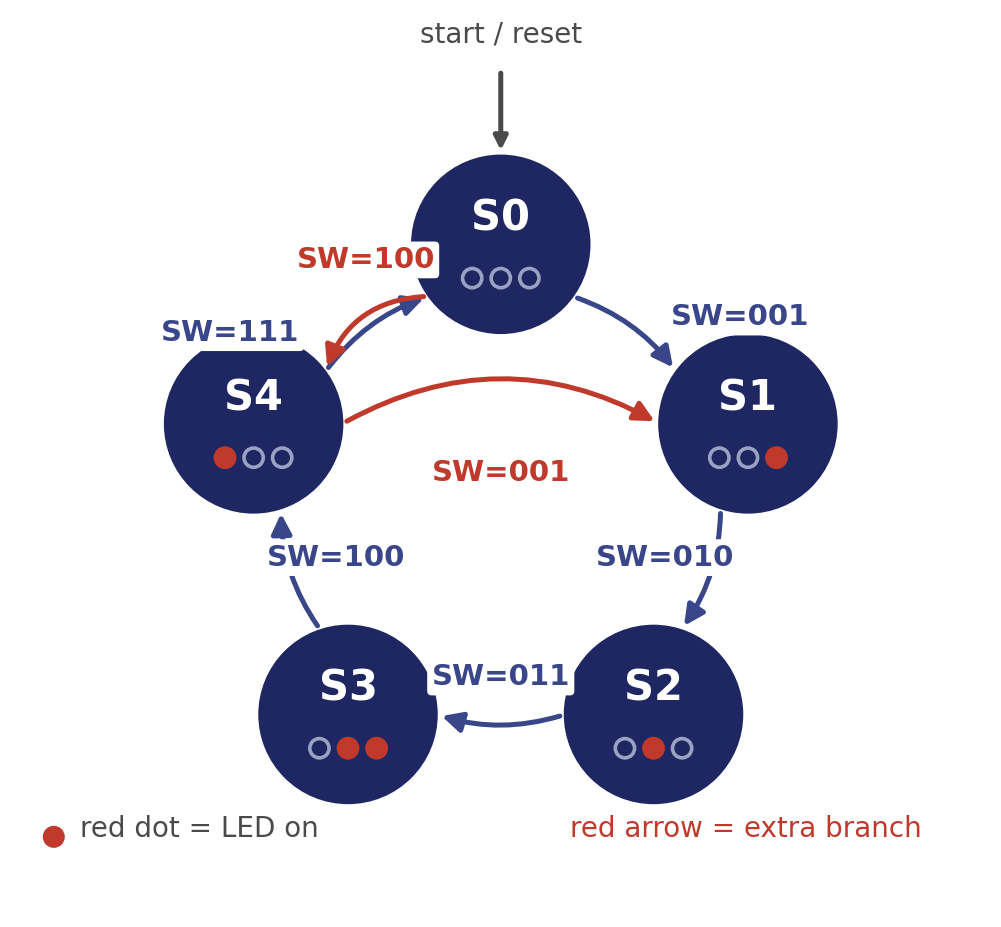 start / reset
S0
SW=100
SW=001
SW=111
S4
S1
SW=001
SW=100
SW=010
SW=011
S3
S2
red dot = LED on
red arrow = extra branch